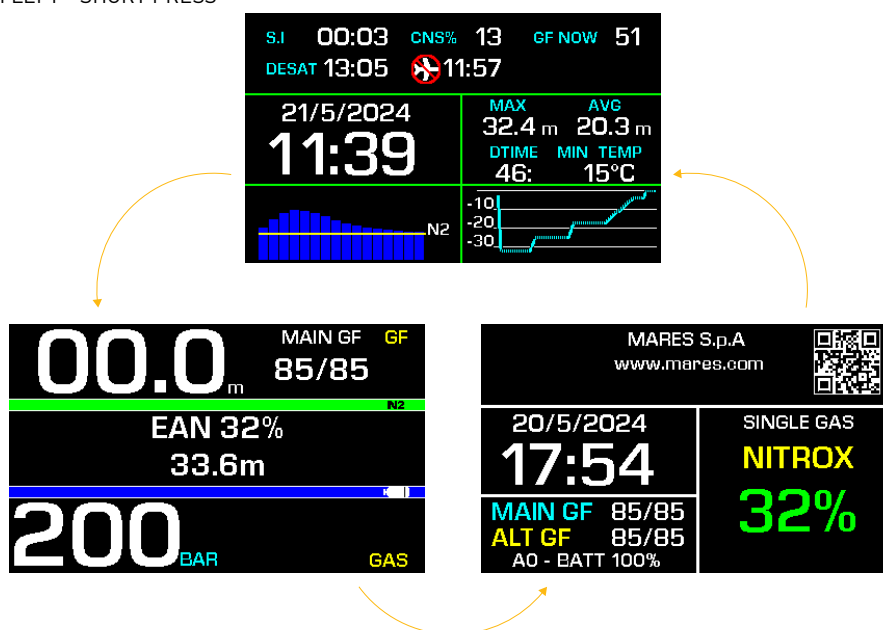 S.I 00:03 CNS% 13 GF NOW 51
DESAT 13:05 11:57
21/5/2024
11:39
MAX AVG
32.4 m 20.3 m
DTIME MIN TEMP
46: 15°C
N2
-10
-20
-30
00.0 m
MAIN GF GF
85/85
N2
EAN 32%
33.6m
200 BAR
GAS
MARES S.p.A
www.mares.com
20/5/2024
17:54
MAIN GF 85/85
ALT GF 85/85
A0 - BATT 100%
SINGLE GAS
NITROX
32%